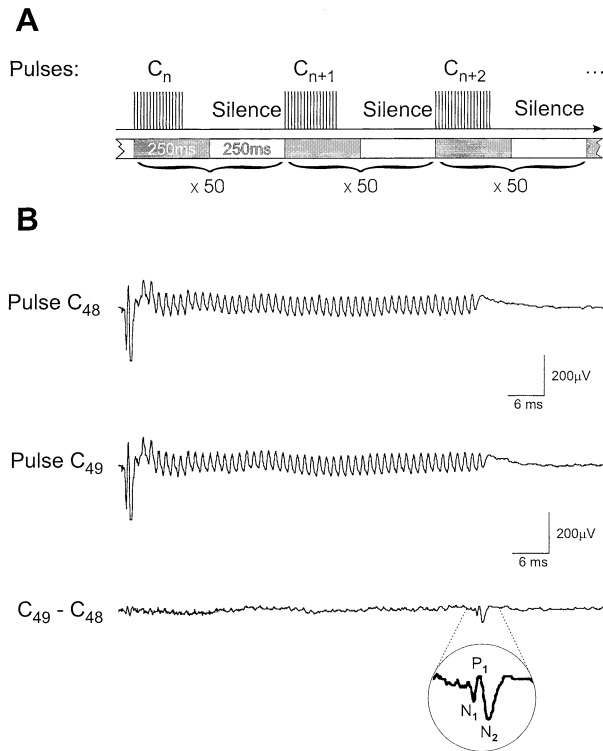 A
Pulses: Cn Cn+1 Cn+2 ...
Silence Silence Silence
250ms 250ms
x 50 x 50 x 50
B
Pulse C48
200µV
6 ms
Pulse C49
200µV
6 ms
C49 - C48
P1
N1
N2